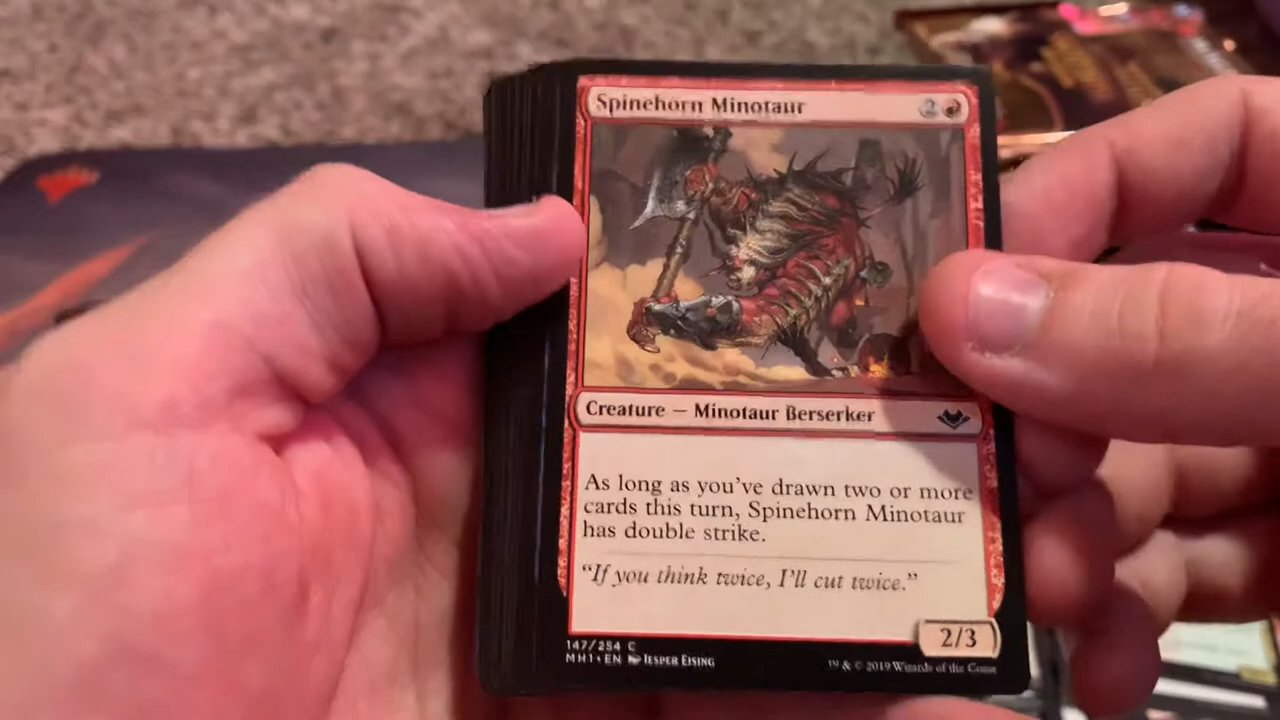 Spinehorn Minotaur 2
Creature — Minotaur Berserker
As long as you've drawn two or more
cards this turn, Spinehorn Minotaur
has double strike.
"If you think twice, I'll cut twice."
2/3
147/254 C
MH1 • EN Jesper Eising
™ & © 2019 Wizards of the Coast